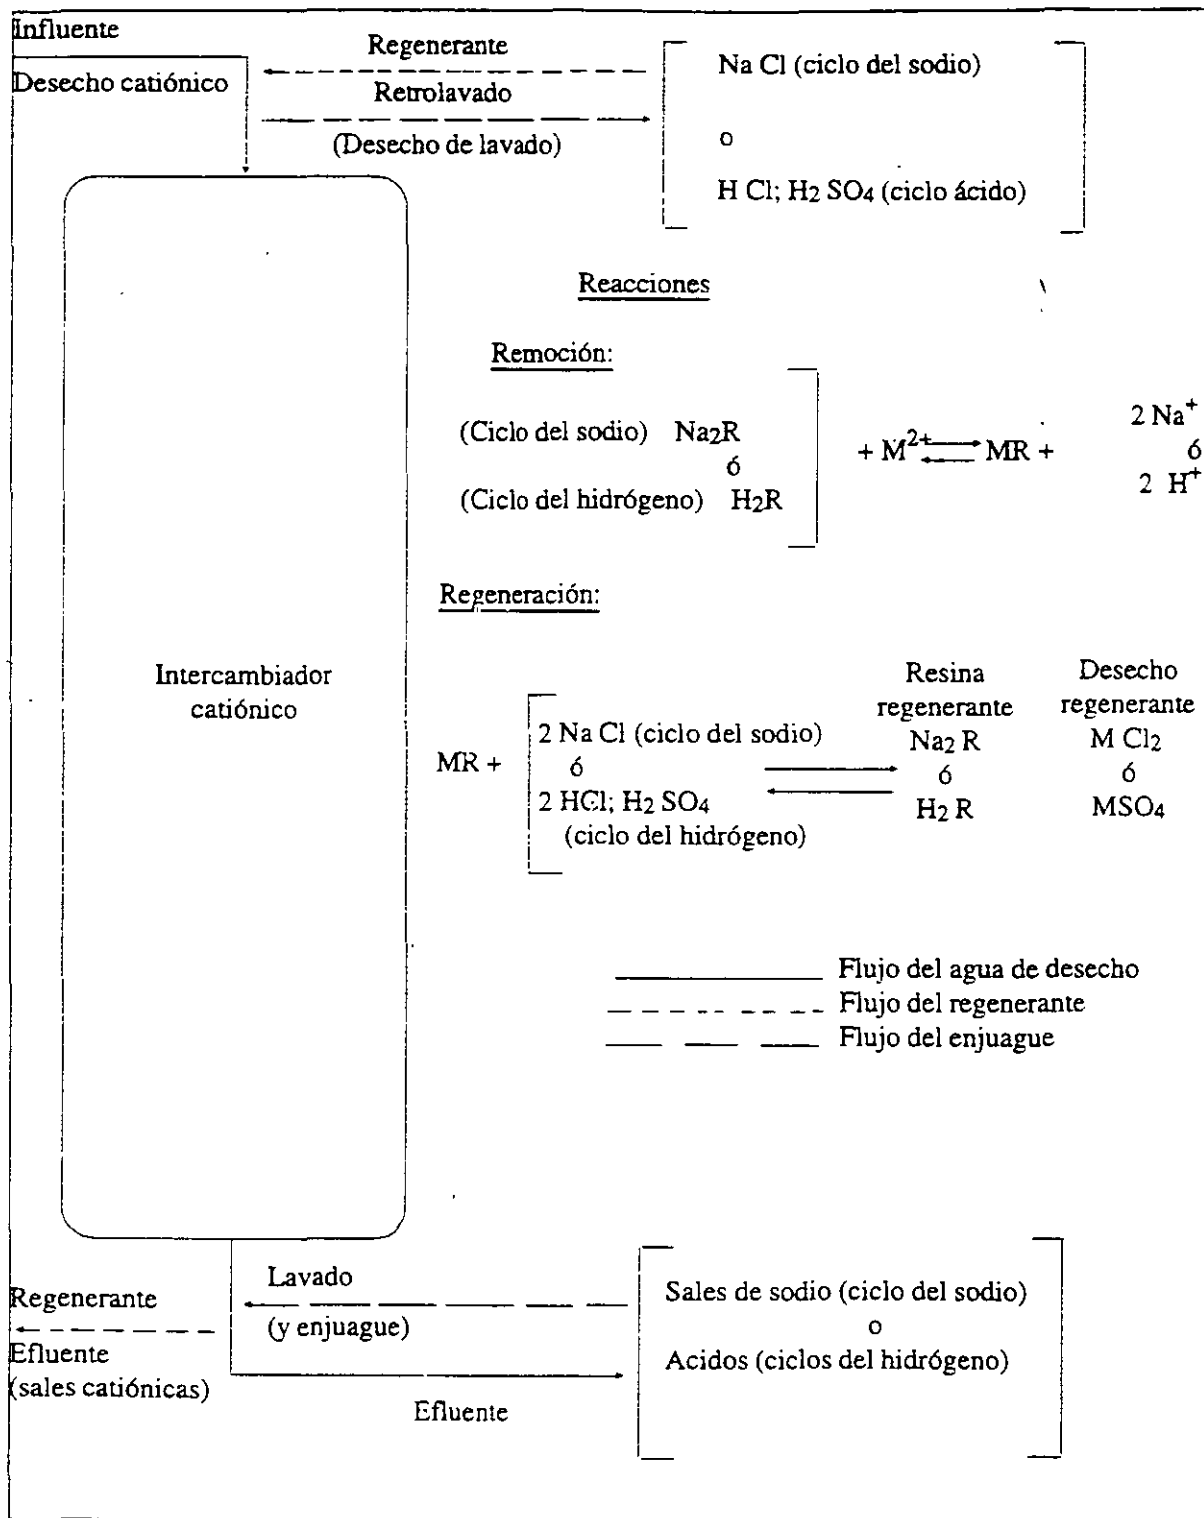 Influente
Desecho catiónico
Regenerante
Retrolavado
(Desecho de lavado)
Na Cl (ciclo del sodio)
o
H Cl; H2 SO4 (ciclo ácido)
Reacciones
Remoción:
(Ciclo del sodio) Na2R
ó
(Ciclo del hidrógeno) H2R
+ M2+ ⇄ MR +
2 Na+
ó
2 H+
Regeneración:
Intercambiador
catiónico
MR +
2 Na Cl (ciclo del sodio)
ó
2 HCl; H2 SO4
(ciclo del hidrógeno)
Resina
regenerante
Na2 R
ó
H2 R
Desecho
regenerante
M Cl2
ó
MSO4
Flujo del agua de desecho
Flujo del regenerante
Flujo del enjuague
Lavado
(y enjuague)
Regenerante
Efluente
(sales catiónicas)
Efluente
Sales de sodio (ciclo del sodio)
o
Acidos (ciclos del hidrógeno)